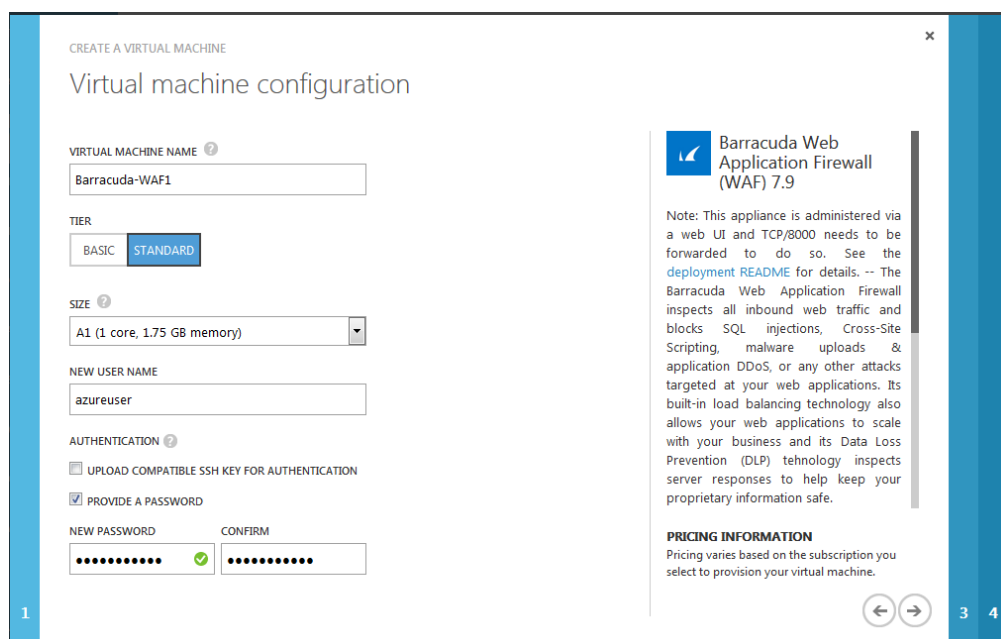 ×
CREATE A VIRTUAL MACHINE
Virtual machine configuration
VIRTUAL MACHINE NAME ?
Barracuda-WAF1
TIER
BASIC STANDARD
SIZE ?
A1 (1 core, 1.75 GB memory)
NEW USER NAME
azureuser
AUTHENTICATION ?
UPLOAD COMPATIBLE SSH KEY FOR AUTHENTICATION
PROVIDE A PASSWORD
NEW PASSWORD CONFIRM
●●●●●●●●●●● ●●●●●●●●●●●
Barracuda Web
Application Firewall
(WAF) 7.9
Note: This appliance is administered via
a web UI and TCP/8000 needs to be
forwarded to do so. See the
deployment README for details. -- The
Barracuda Web Application Firewall
inspects all inbound web traffic and
blocks SQL injections, Cross-Site
Scripting, malware uploads &
application DDoS, or any other attacks
targeted at your web applications. Its
built-in load balancing technology also
allows your web applications to scale
with your business and its Data Loss
Prevention (DLP) tehnology inspects
server responses to help keep your
proprietary information safe.
PRICING INFORMATION
Pricing varies based on the subscription you
select to provision your virtual machine.
1 3 4